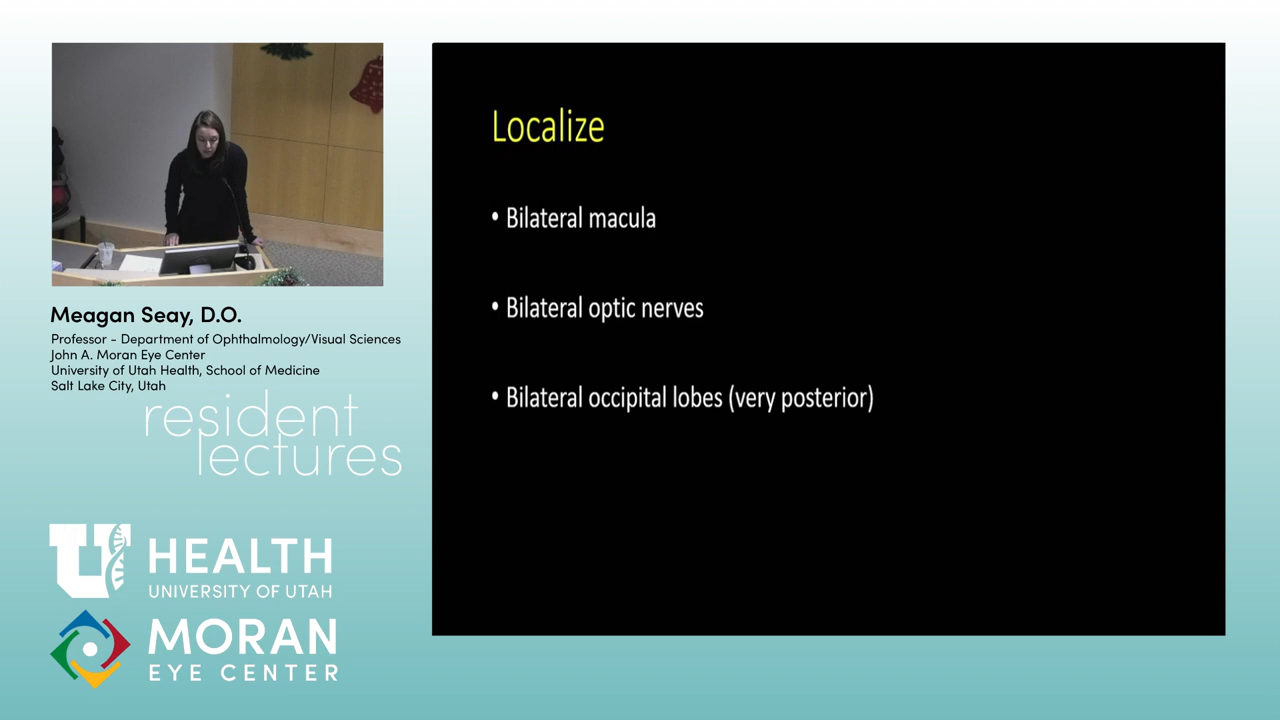 Localize
• Bilateral macula
• Bilateral optic nerves
• Bilateral occipital lobes (very posterior)
Meagan Seay, D.O.
Professor - Department of Ophthalmology/Visual Sciences
John A. Moran Eye Center
University of Utah Health, School of Medicine
Salt Lake City, Utah
resident
lectures
U HEALTH
UNIVERSITY OF UTAH
MORAN
EYE CENTER